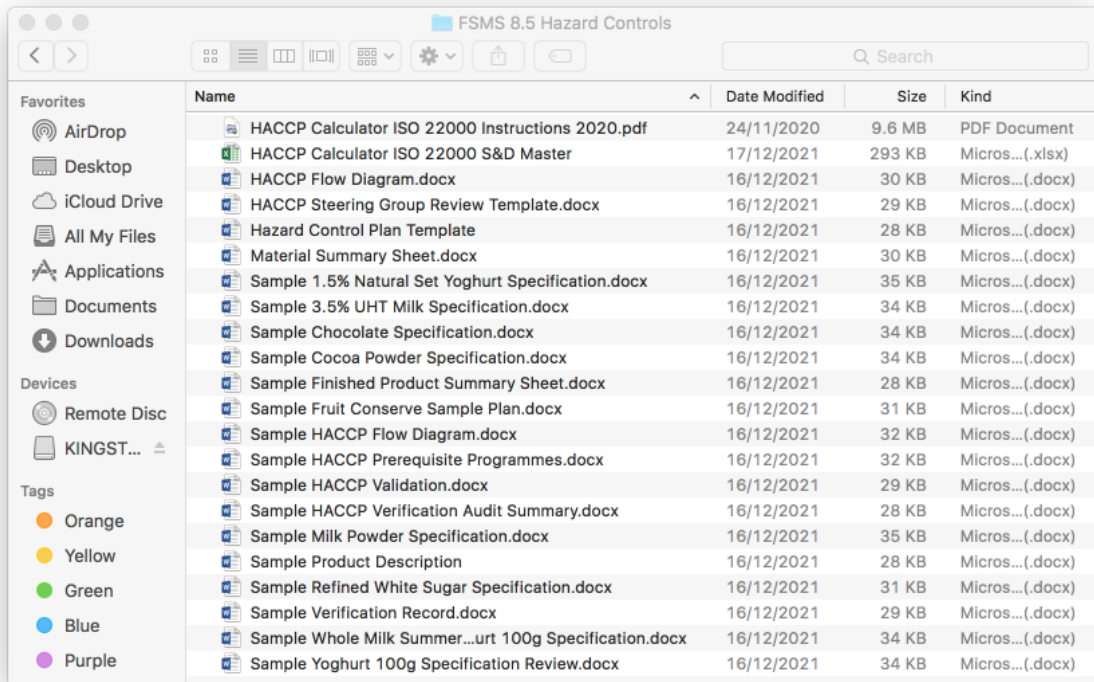 FSMS 8.5 Hazard Controls
Search
Favorites
AirDrop
Desktop
iCloud Drive
All My Files
Applications
Documents
Downloads
Devices
Remote Disc
KINGST...
Tags
Orange
Yellow
Green
Blue
Purple
Name Date Modified Size Kind
HACCP Calculator ISO 22000 Instructions 2020.pdf 24/11/2020 9.6 MB PDF Document
HACCP Calculator ISO 22000 S&D Master 17/12/2021 293 KB Micros...(.xlsx)
HACCP Flow Diagram.docx 16/12/2021 30 KB Micros...(.docx)
HACCP Steering Group Review Template.docx 16/12/2021 29 KB Micros...(.docx)
Hazard Control Plan Template 16/12/2021 28 KB Micros...(.docx)
Material Summary Sheet.docx 16/12/2021 30 KB Micros...(.docx)
Sample 1.5% Natural Set Yoghurt Specification.docx 16/12/2021 35 KB Micros...(.docx)
Sample 3.5% UHT Milk Specification.docx 16/12/2021 34 KB Micros...(.docx)
Sample Chocolate Specification.docx 16/12/2021 34 KB Micros...(.docx)
Sample Cocoa Powder Specification.docx 16/12/2021 34 KB Micros...(.docx)
Sample Finished Product Summary Sheet.docx 16/12/2021 28 KB Micros...(.docx)
Sample Fruit Conserve Sample Plan.docx 16/12/2021 31 KB Micros...(.docx)
Sample HACCP Flow Diagram.docx 16/12/2021 32 KB Micros...(.docx)
Sample HACCP Prerequisite Programmes.docx 16/12/2021 32 KB Micros...(.docx)
Sample HACCP Validation.docx 16/12/2021 29 KB Micros...(.docx)
Sample HACCP Verification Audit Summary.docx 16/12/2021 28 KB Micros...(.docx)
Sample Milk Powder Specification.docx 16/12/2021 35 KB Micros...(.docx)
Sample Product Description 16/12/2021 28 KB Micros...(.docx)
Sample Refined White Sugar Specification.docx 16/12/2021 31 KB Micros...(.docx)
Sample Verification Record.docx 16/12/2021 29 KB Micros...(.docx)
Sample Whole Milk Summer...urt 100g Specification.docx 16/12/2021 34 KB Micros...(.docx)
Sample Yoghurt 100g Specification Review.docx 16/12/2021 34 KB Micros...(.docx)